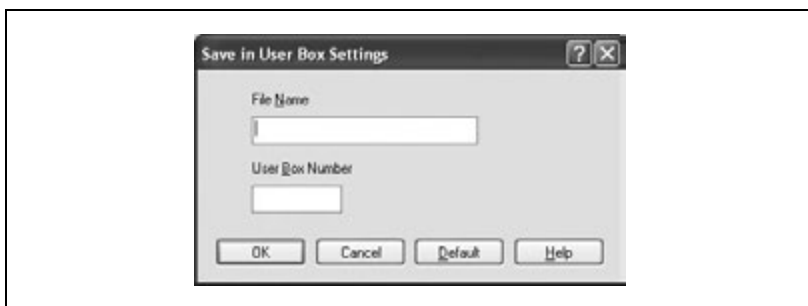 Save in User Box Settings
File Name
User Box Number
OK Cancel Default Help